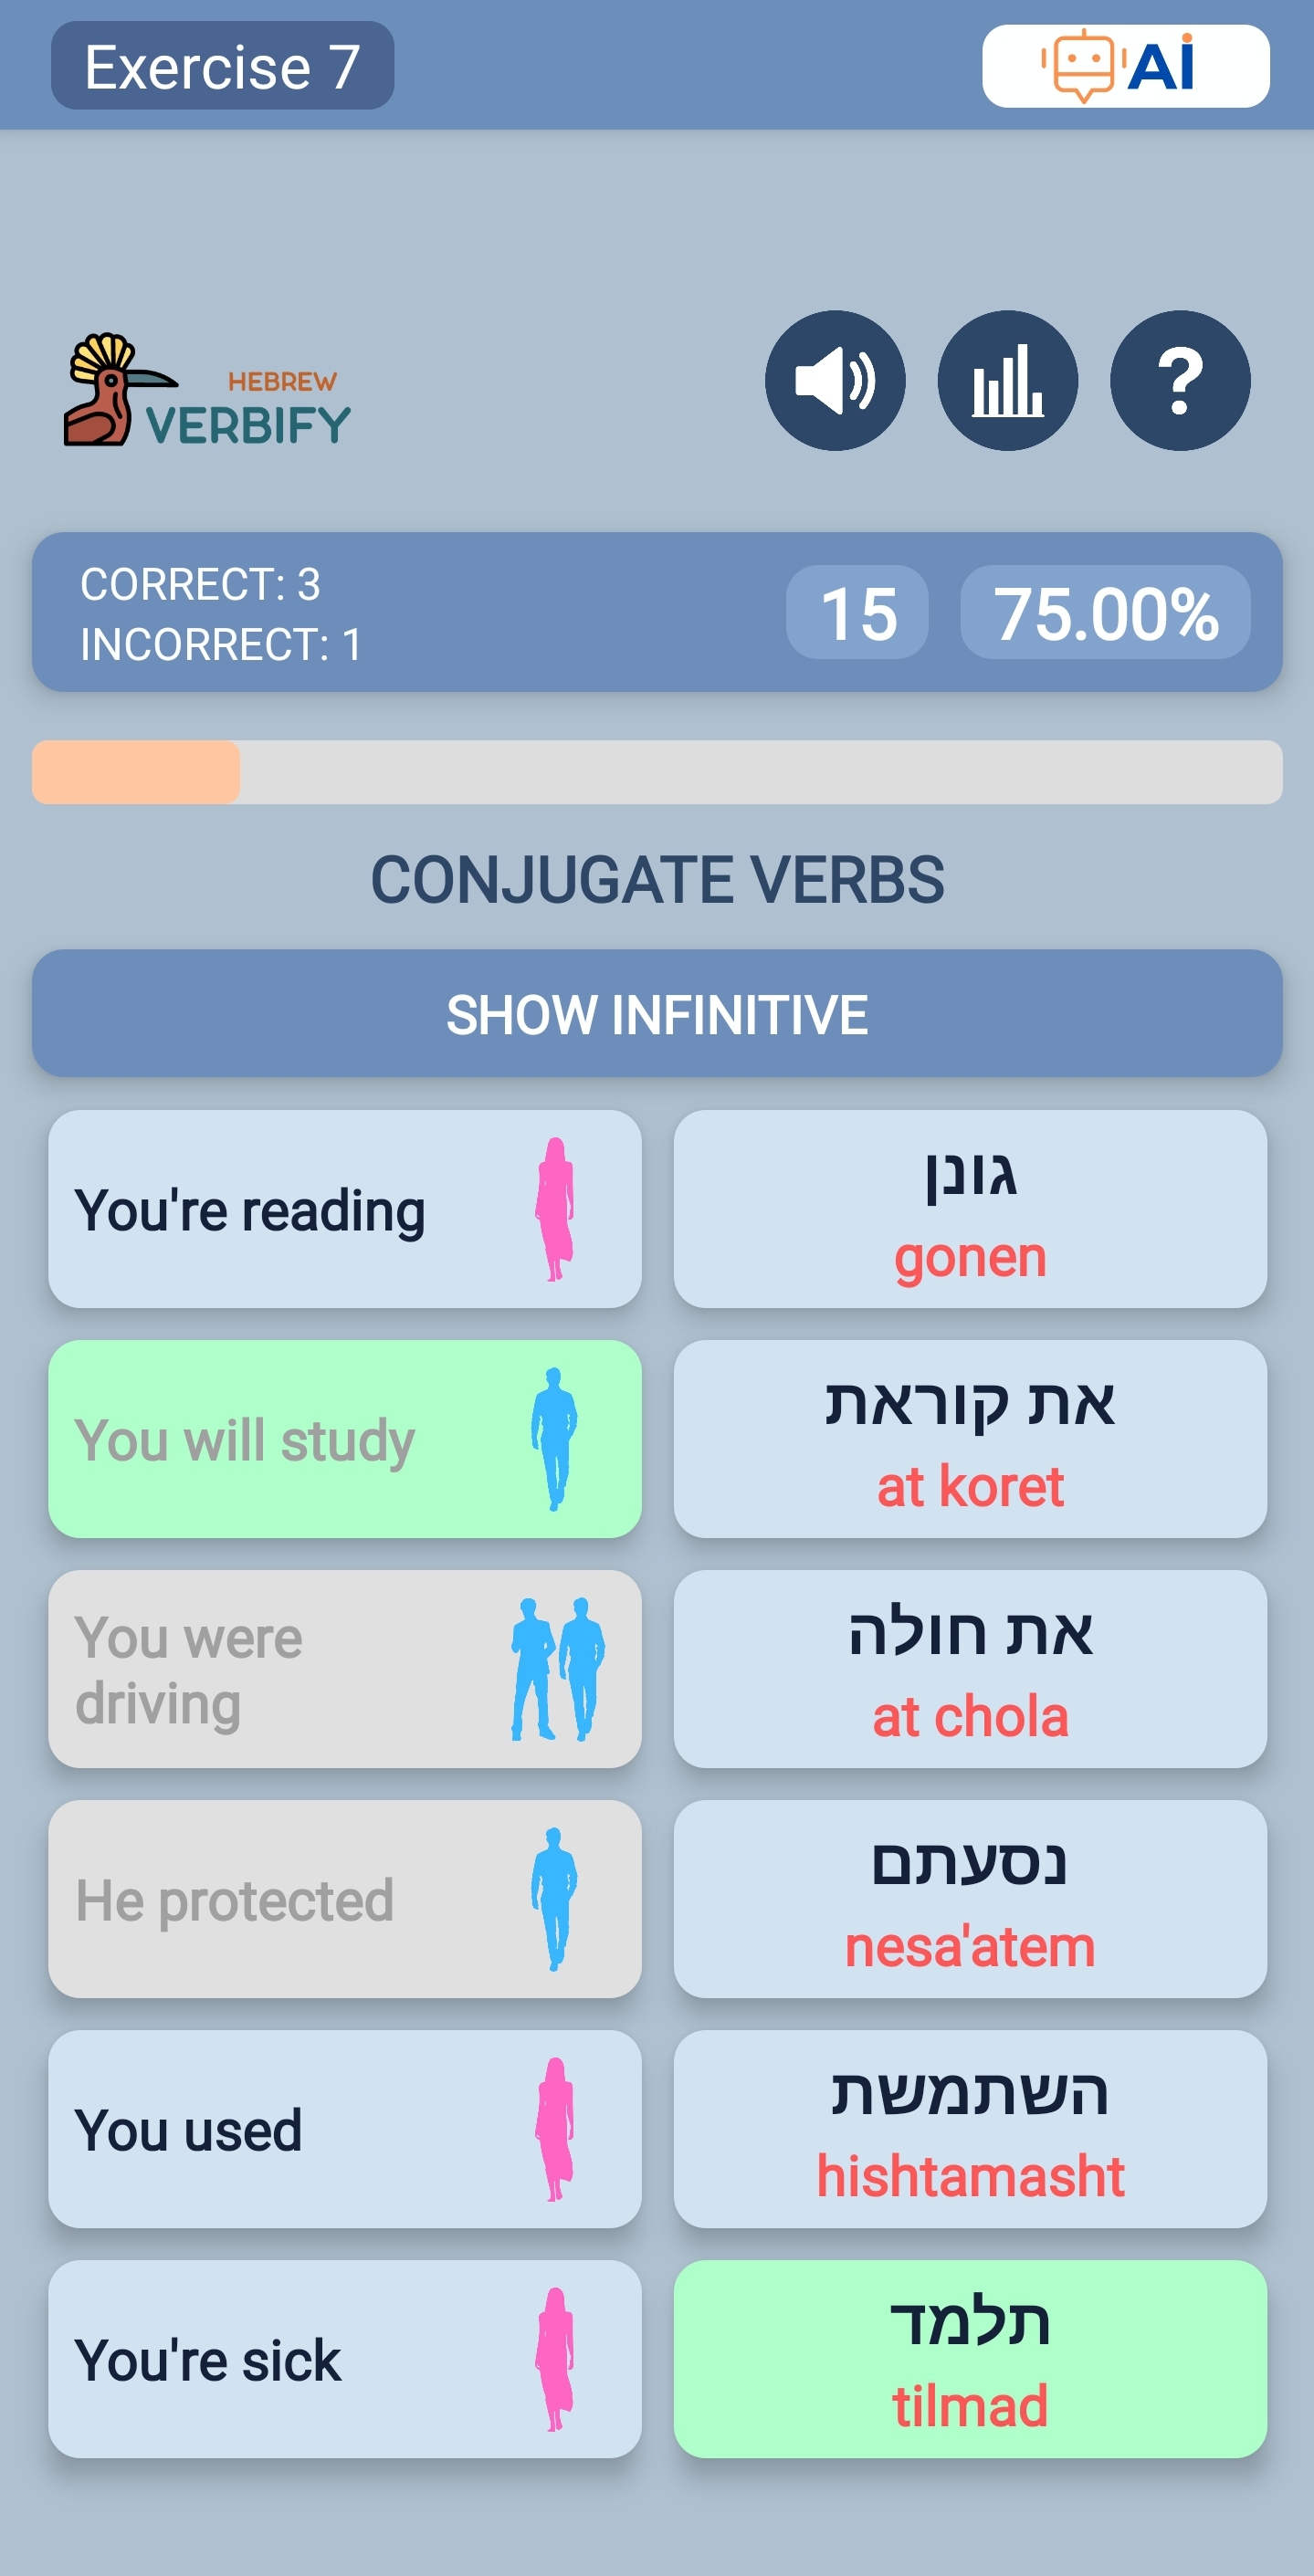 Exercise 7
AI
HEBREW
VERBIFY
?
CORRECT: 3
INCORRECT: 1
15
75.00%
CONJUGATE VERBS
SHOW INFINITIVE
You're reading
גונן
gonen
You will study
את קוראת
at koret
You were
driving
את חולה
at chola
He protected
נסעתם
nesa'atem
You used
השתמשת
hishtamasht
You're sick
תלמד
tilmad